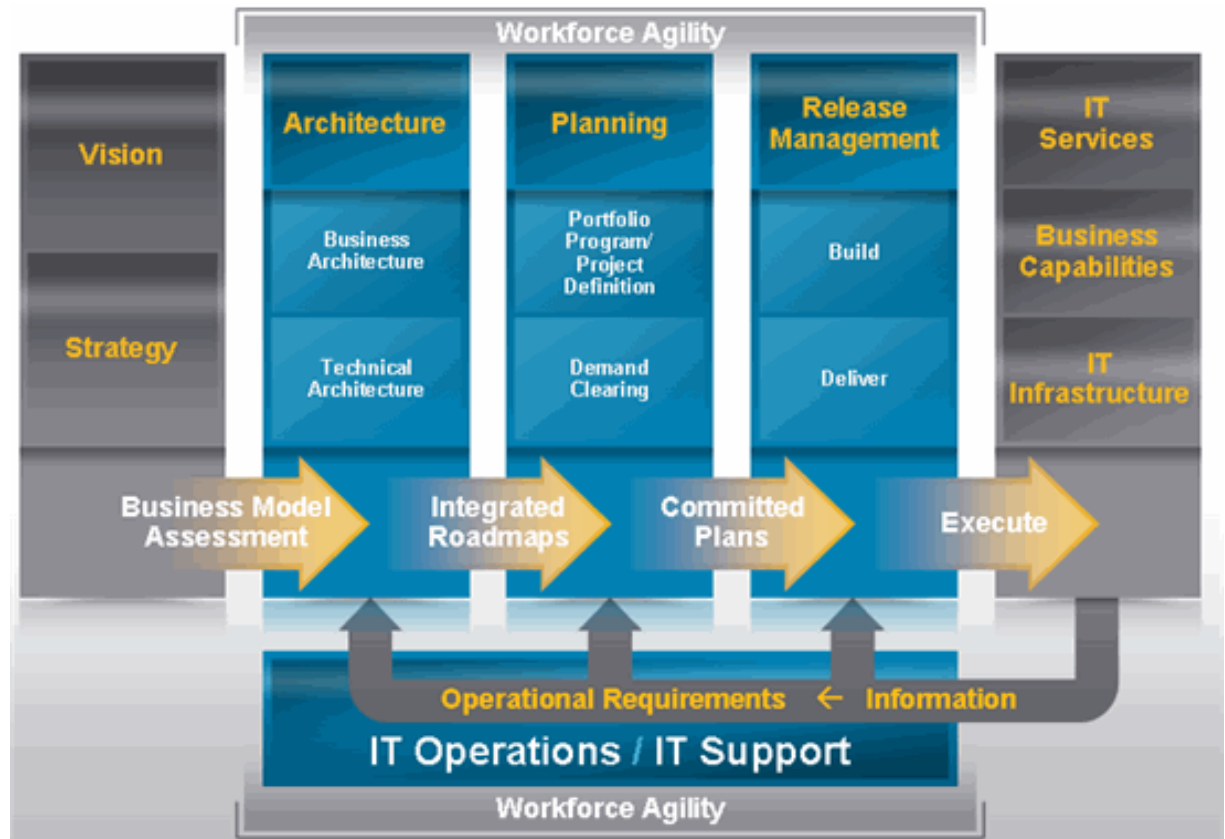 Workforce Agility
Vision
Strategy
Architecture
Business
Architecture
Technical
Architecture
Planning
Portfolio
Program/
Project
Definition
Demand
Clearing
Release
Management
Build
Deliver
IT
Services
Business
Capabilities
IT
Infrastructure
Business Model
Assessment
Integrated
Roadmaps
Committed
Plans
Execute
Operational Requirements ← Information
IT Operations / IT Support
Workforce Agility